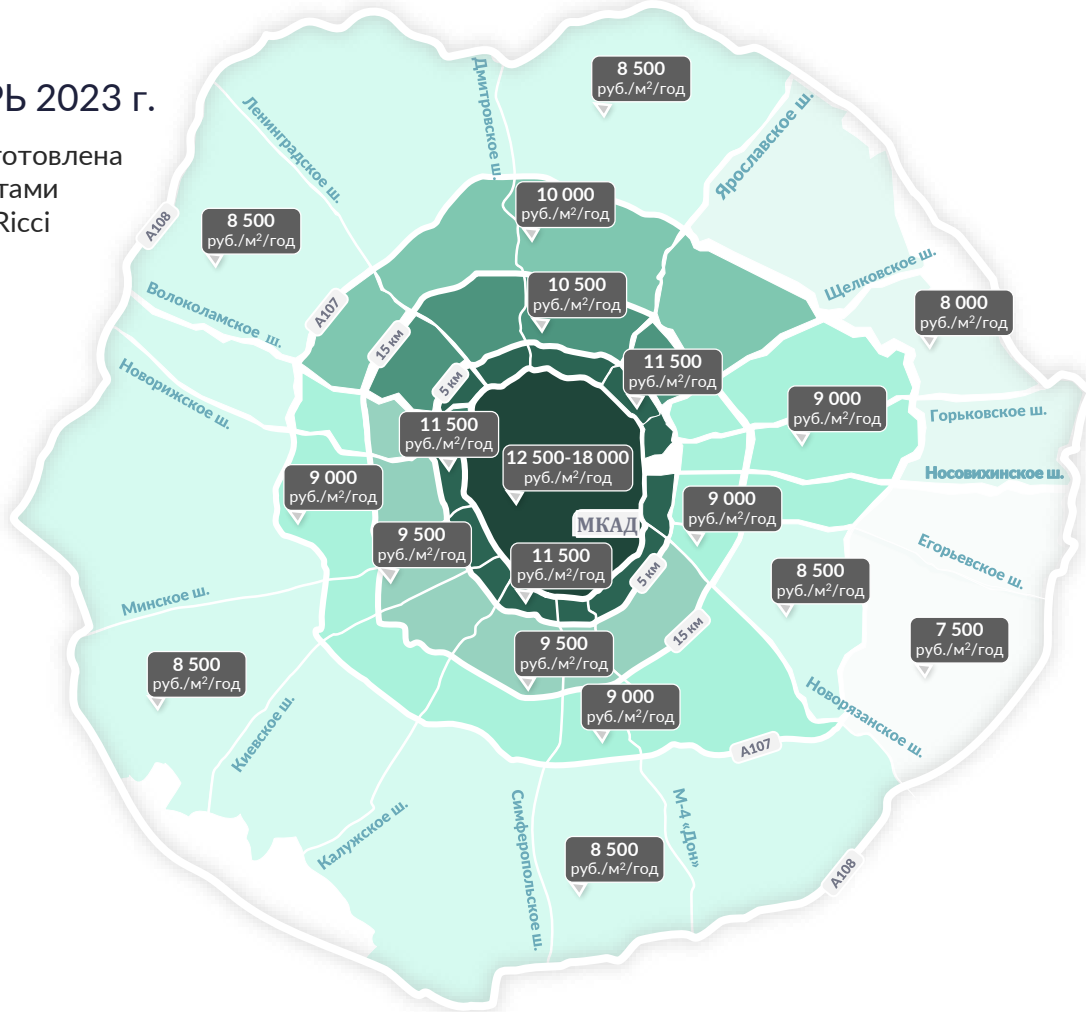 Ь 2023 г.
готовлена
тами
Ricci
8 500
руб./м²/год
Дмитровское ш.
Ленинградское ш.
Ярославское ш.
10 000
руб./м²/год
8 500
руб./м²/год
А108
Щелковское ш.
10 500
руб./м²/год
Волоколамское ш.
А107
8 000
руб./м²/год
15 км
11 500
руб./м²/год
5 км
Новорижское ш.
9 000
руб./м²/год
Горьковское ш.
11 500
руб./м²/год
12 500-18 000
руб./м²/год
Носовихинское ш.
9 000
руб./м²/год
9 000
руб./м²/год
МКАД
9 500
руб./м²/год
Егорьевское ш.
11 500
руб./м²/год
5 км
8 500
руб./м²/год
Минское ш.
15 км
7 500
руб./м²/год
9 500
руб./м²/год
8 500
руб./м²/год
9 000
руб./м²/год
Новорязанское ш.
Киевское ш.
А107
Калужское ш.
Симферопольское ш.
М-4 «Дон»
8 500
руб./м²/год
А108